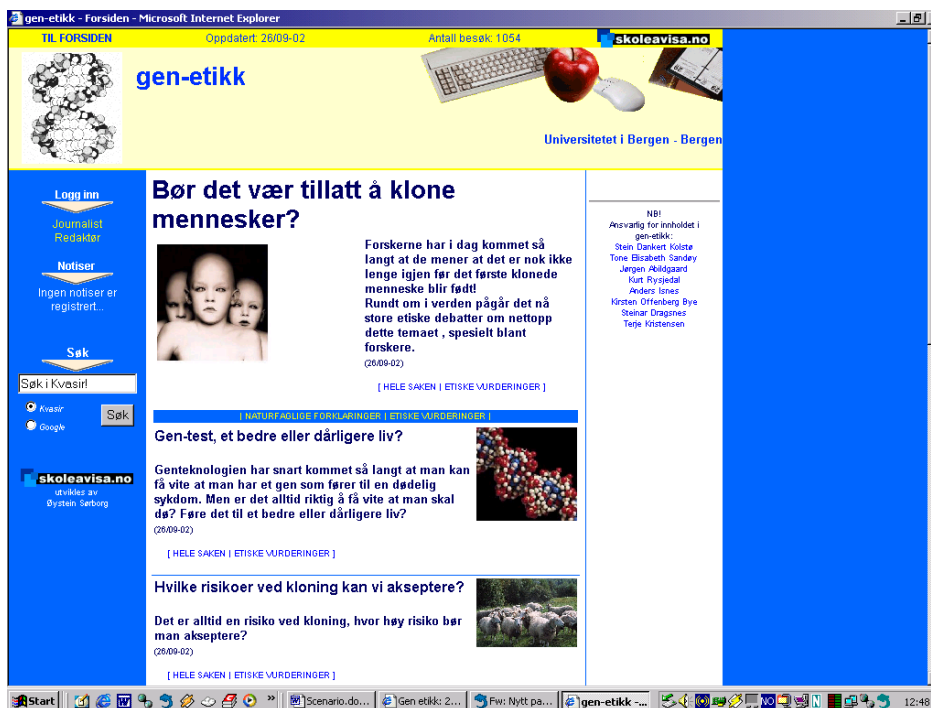 gen-etikk - Forsiden - Microsoft Internet Explorer
TIL FORSIDEN
Oppdatert: 26/09-02
Antall besøk: 1054
skoleavisa.no
gen-etikk
Universitetet i Bergen - Bergen
Logg inn
Journalist
Redaktør
Notiser
Ingen notiser er
registrert...
Søk
Søk i Kvasir!
Kvasir
Google
Søk
skoleavisa.no
utvikles av
Øystein Sørborg
Bør det vær tillatt å klone
mennesker?
Forskerne har i dag kommet så
langt at de mener at det er nok ikke
lenge igjen før det første klonede
menneske blir født!
Rundt om i verden pågår det nå
store etiske debatter om nettopp
dette temaet , spesielt blant
forskere.
(26/09-02)
[ HELE SAKEN | ETISKE VURDERINGER ]
| NATURFAGLIGE FORKLARINGER | ETISKE VURDERINGER |
Gen-test, et bedre eller dårligere liv?
Genteknologien har snart kommet så langt at man kan
få vite at man har et gen som fører til en dødelig
sykdom. Men er det alltid riktig å få vite at man skal
dø? Føre det til et bedre eller dårligere liv?
(26/09-02)
[ HELE SAKEN | ETISKE VURDERINGER ]
Hvilke risikoer ved kloning kan vi akseptere?
Det er alltid en risiko ved kloning, hvor høy risiko bør
man akseptere?
(26/09-02)
[ HELE SAKEN | ETISKE VURDERINGER ]
NB!
Ansvarlig for innholdet i
gen-etikk:
Stein Dankert Kolstø
Tone Elisabeth Sandøy
Jørgen Abildgaard
Kurt Rysjedal
Anders Isnes
Kirsten Offenberg Bye
Steinar Dragsnes
Terje Kristensen
Start
Scenario.do...
Gen etikk: 2...
Fw: Nytt pa...
gen-etikk -...
NO
12:48